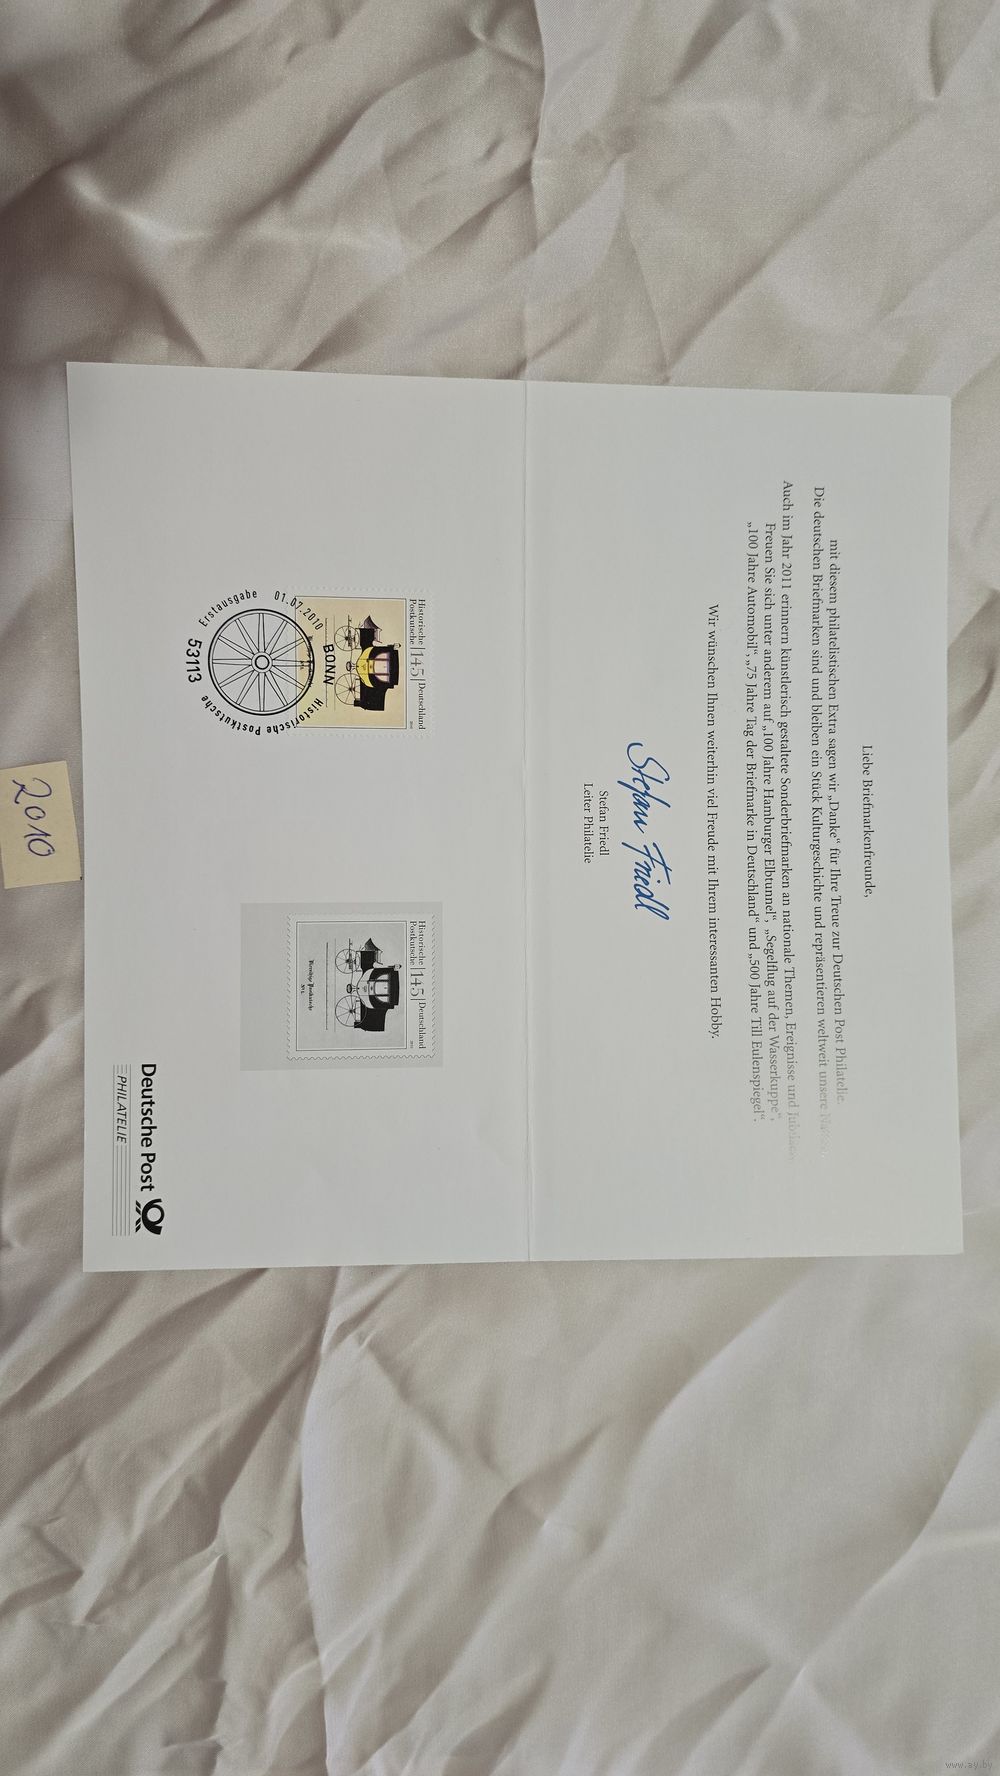 Liebe Briefmarkenfreunde,
mit diesem philatelistischen Extra sagen wir „Danke“ für Ihre Treue zur Deutschen Post Philatelie.
Die deutschen Briefmarken sind und bleiben ein Stück Kulturgeschichte und repräsentieren weltweit unsere
Auch im Jahr 2011 erinnern künstlerisch gestaltete Sonderbriefmarken an nationale Themen, Ereignisse und Jubiläen.
Freuen Sie sich unter anderem auf „100 Jahre Hamburger Elbtunnel“, „Segelflug auf der Wasserkuppe“,
„100 Jahre Automobil“, „75 Jahre Tag der Briefmarke in Deutschland“ und „500 Jahre Till Eulenspiegel“.
Wir wünschen Ihnen weiterhin viel Freude mit Ihrem interessanten Hobby.
Stefan Friedl
Stefan Friedl
Leiter Philatelie
Historische Postkutsche
145
Deutschland
2010
BONN
01.07.2010
Erstausgabe
53113
Historische Postkutsche
Historische Postkutsche
145
Deutschland
2010
Deutsche Post
PHILATELIE
2010
www.ay.by